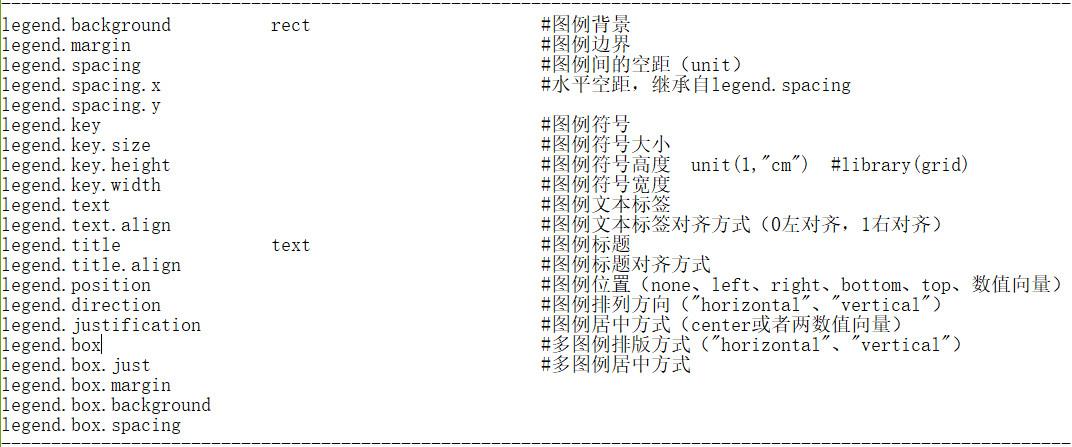 legend.background rect #图例背景
legend.margin #图例边界
legend.spacing #图例间的空距（unit）
legend.spacing.x #水平空距，继承自legend.spacing
legend.spacing.y
legend.key #图例符号
legend.key.size #图例符号大小
legend.key.height #图例符号高度 unit(1,"cm") #library(grid)
legend.key.width #图例符号宽度
legend.text #图例文本标签
legend.text.align #图例文本标签对齐方式（0左对齐，1右对齐）
legend.title text #图例标题
legend.title.align #图例标题对齐方式
legend.position #图例位置（none、left、right、bottom、top、数值向量）
legend.direction #图例排列方向（"horizontal"、"vertical"）
legend.justification #图例居中方式（center或者两数值向量）
legend.box #多图例排版方式（"horizontal"、"vertical"）
legend.box.just #多图例居中方式
legend.box.margin
legend.box.background
legend.box.spacing